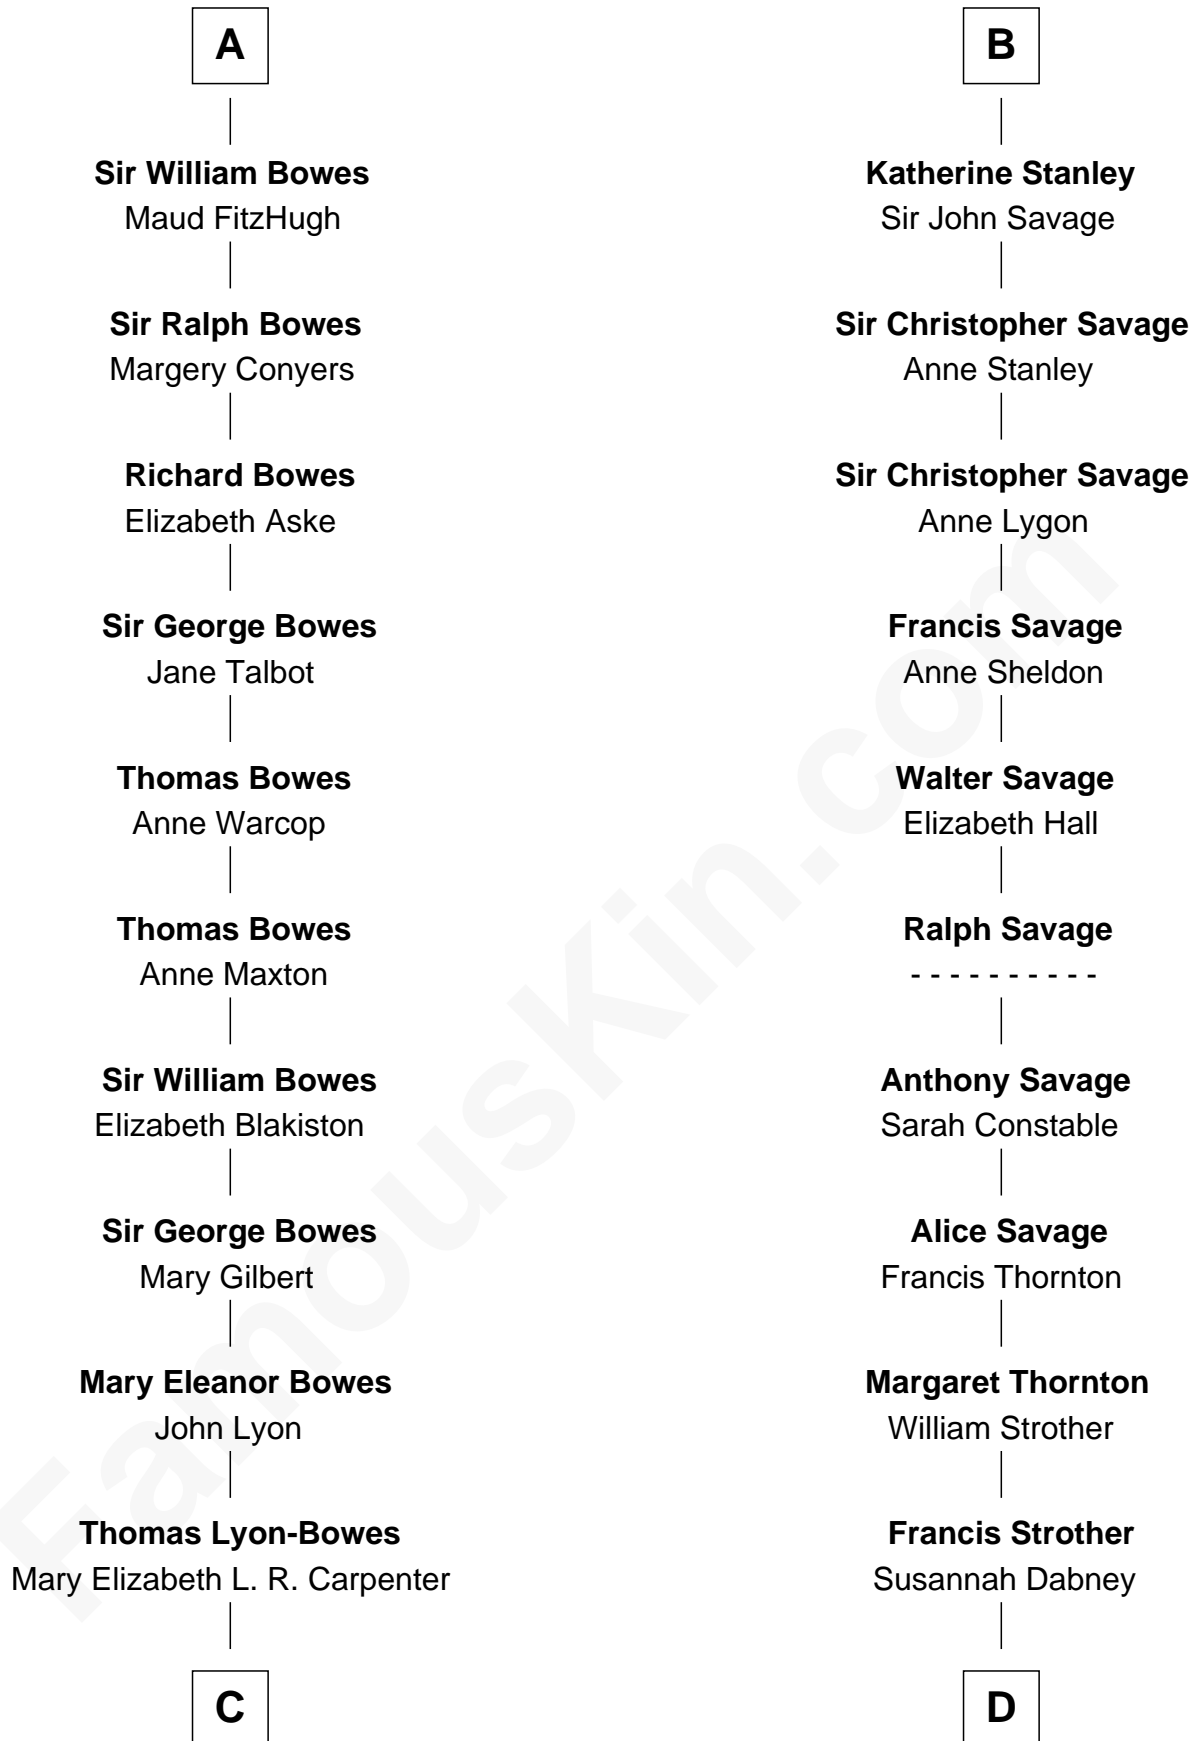 A
Sir William Bowes
Maud FitzHugh
Sir Ralph Bowes
Margery Conyers
Richard Bowes
Elizabeth Aske
Sir George Bowes
Jane Talbot
Thomas Bowes
Anne Warcop
Thomas Bowes
Anne Maxton
Sir William Bowes
Elizabeth Blakiston
Sir George Bowes
Mary Gilbert
Mary Eleanor Bowes
John Lyon
Thomas Lyon-Bowes
Mary Elizabeth L. R. Carpenter
C
B
Katherine Stanley
Sir John Savage
Sir Christopher Savage
Anne Stanley
Sir Christopher Savage
Anne Lygon
Francis Savage
Anne Sheldon
Walter Savage
Elizabeth Hall
Ralph Savage
- - - - - - - - - -
Anthony Savage
Sarah Constable
Alice Savage
Francis Thornton
Margaret Thornton
William Strother
Francis Strother
Susannah Dabney
D
FamousKin.com